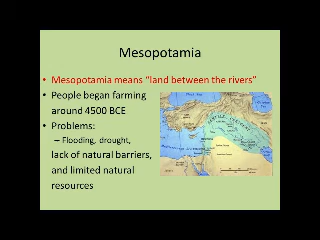 Mesopotamia
• Mesopotamia means “land between the rivers”
• People began farming
around 4500 BCE
• Problems:
– Flooding, drought,
lack of natural barriers,
and limited natural
resources